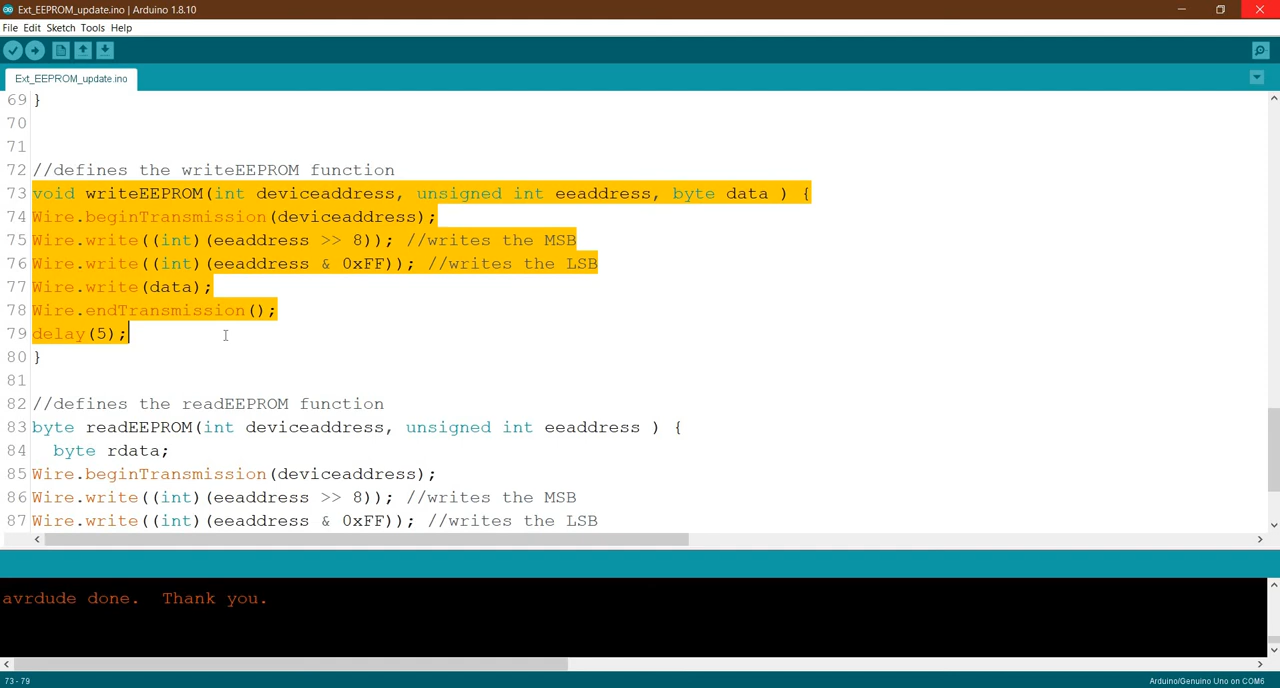 Ext_EEPROM_update.ino | Arduino 1.8.10
File Edit Sketch Tools Help
Ext_EEPROM_update.ino
69 }
70
71
72 //defines the writeEEPROM function
73 void writeEEPROM(int deviceaddress, unsigned int eeaddress, byte data ) {
74 Wire.beginTransmission(deviceaddress);
75 Wire.write((int)(eeaddress >> 8)); //writes the MSB
76 Wire.write((int)(eeaddress & 0xFF)); //writes the LSB
77 Wire.write(data);
78 Wire.endTransmission();
79 delay(5);
80 }
81
82 //defines the readEEPROM function
83 byte readEEPROM(int deviceaddress, unsigned int eeaddress ) {
84   byte rdata;
85 Wire.beginTransmission(deviceaddress);
86 Wire.write((int)(eeaddress >> 8)); //writes the MSB
87 Wire.write((int)(eeaddress & 0xFF)); //writes the LSB
avrdude done.  Thank you.
73 - 79
Arduino/Genuino Uno on COM6